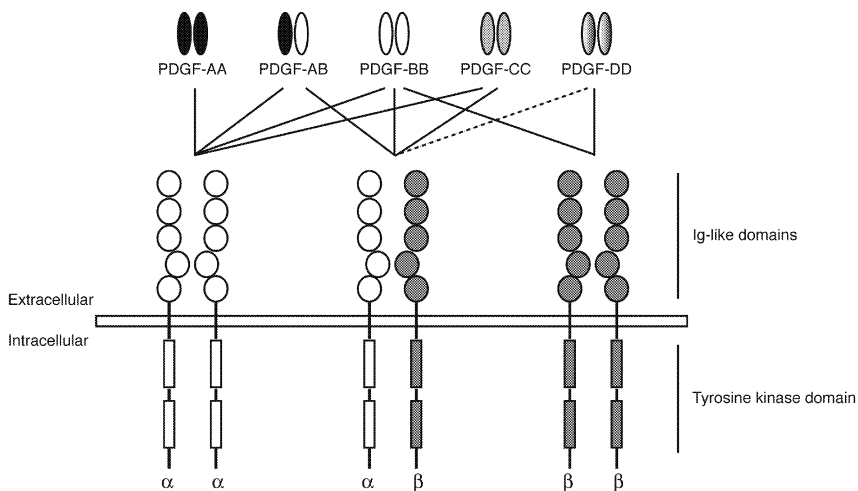 PDGF-AA PDGF-AB PDGF-BB PDGF-CC PDGF-DD
Ig-like domains
Extracellular
Intracellular
Tyrosine kinase domain
α α α β β β